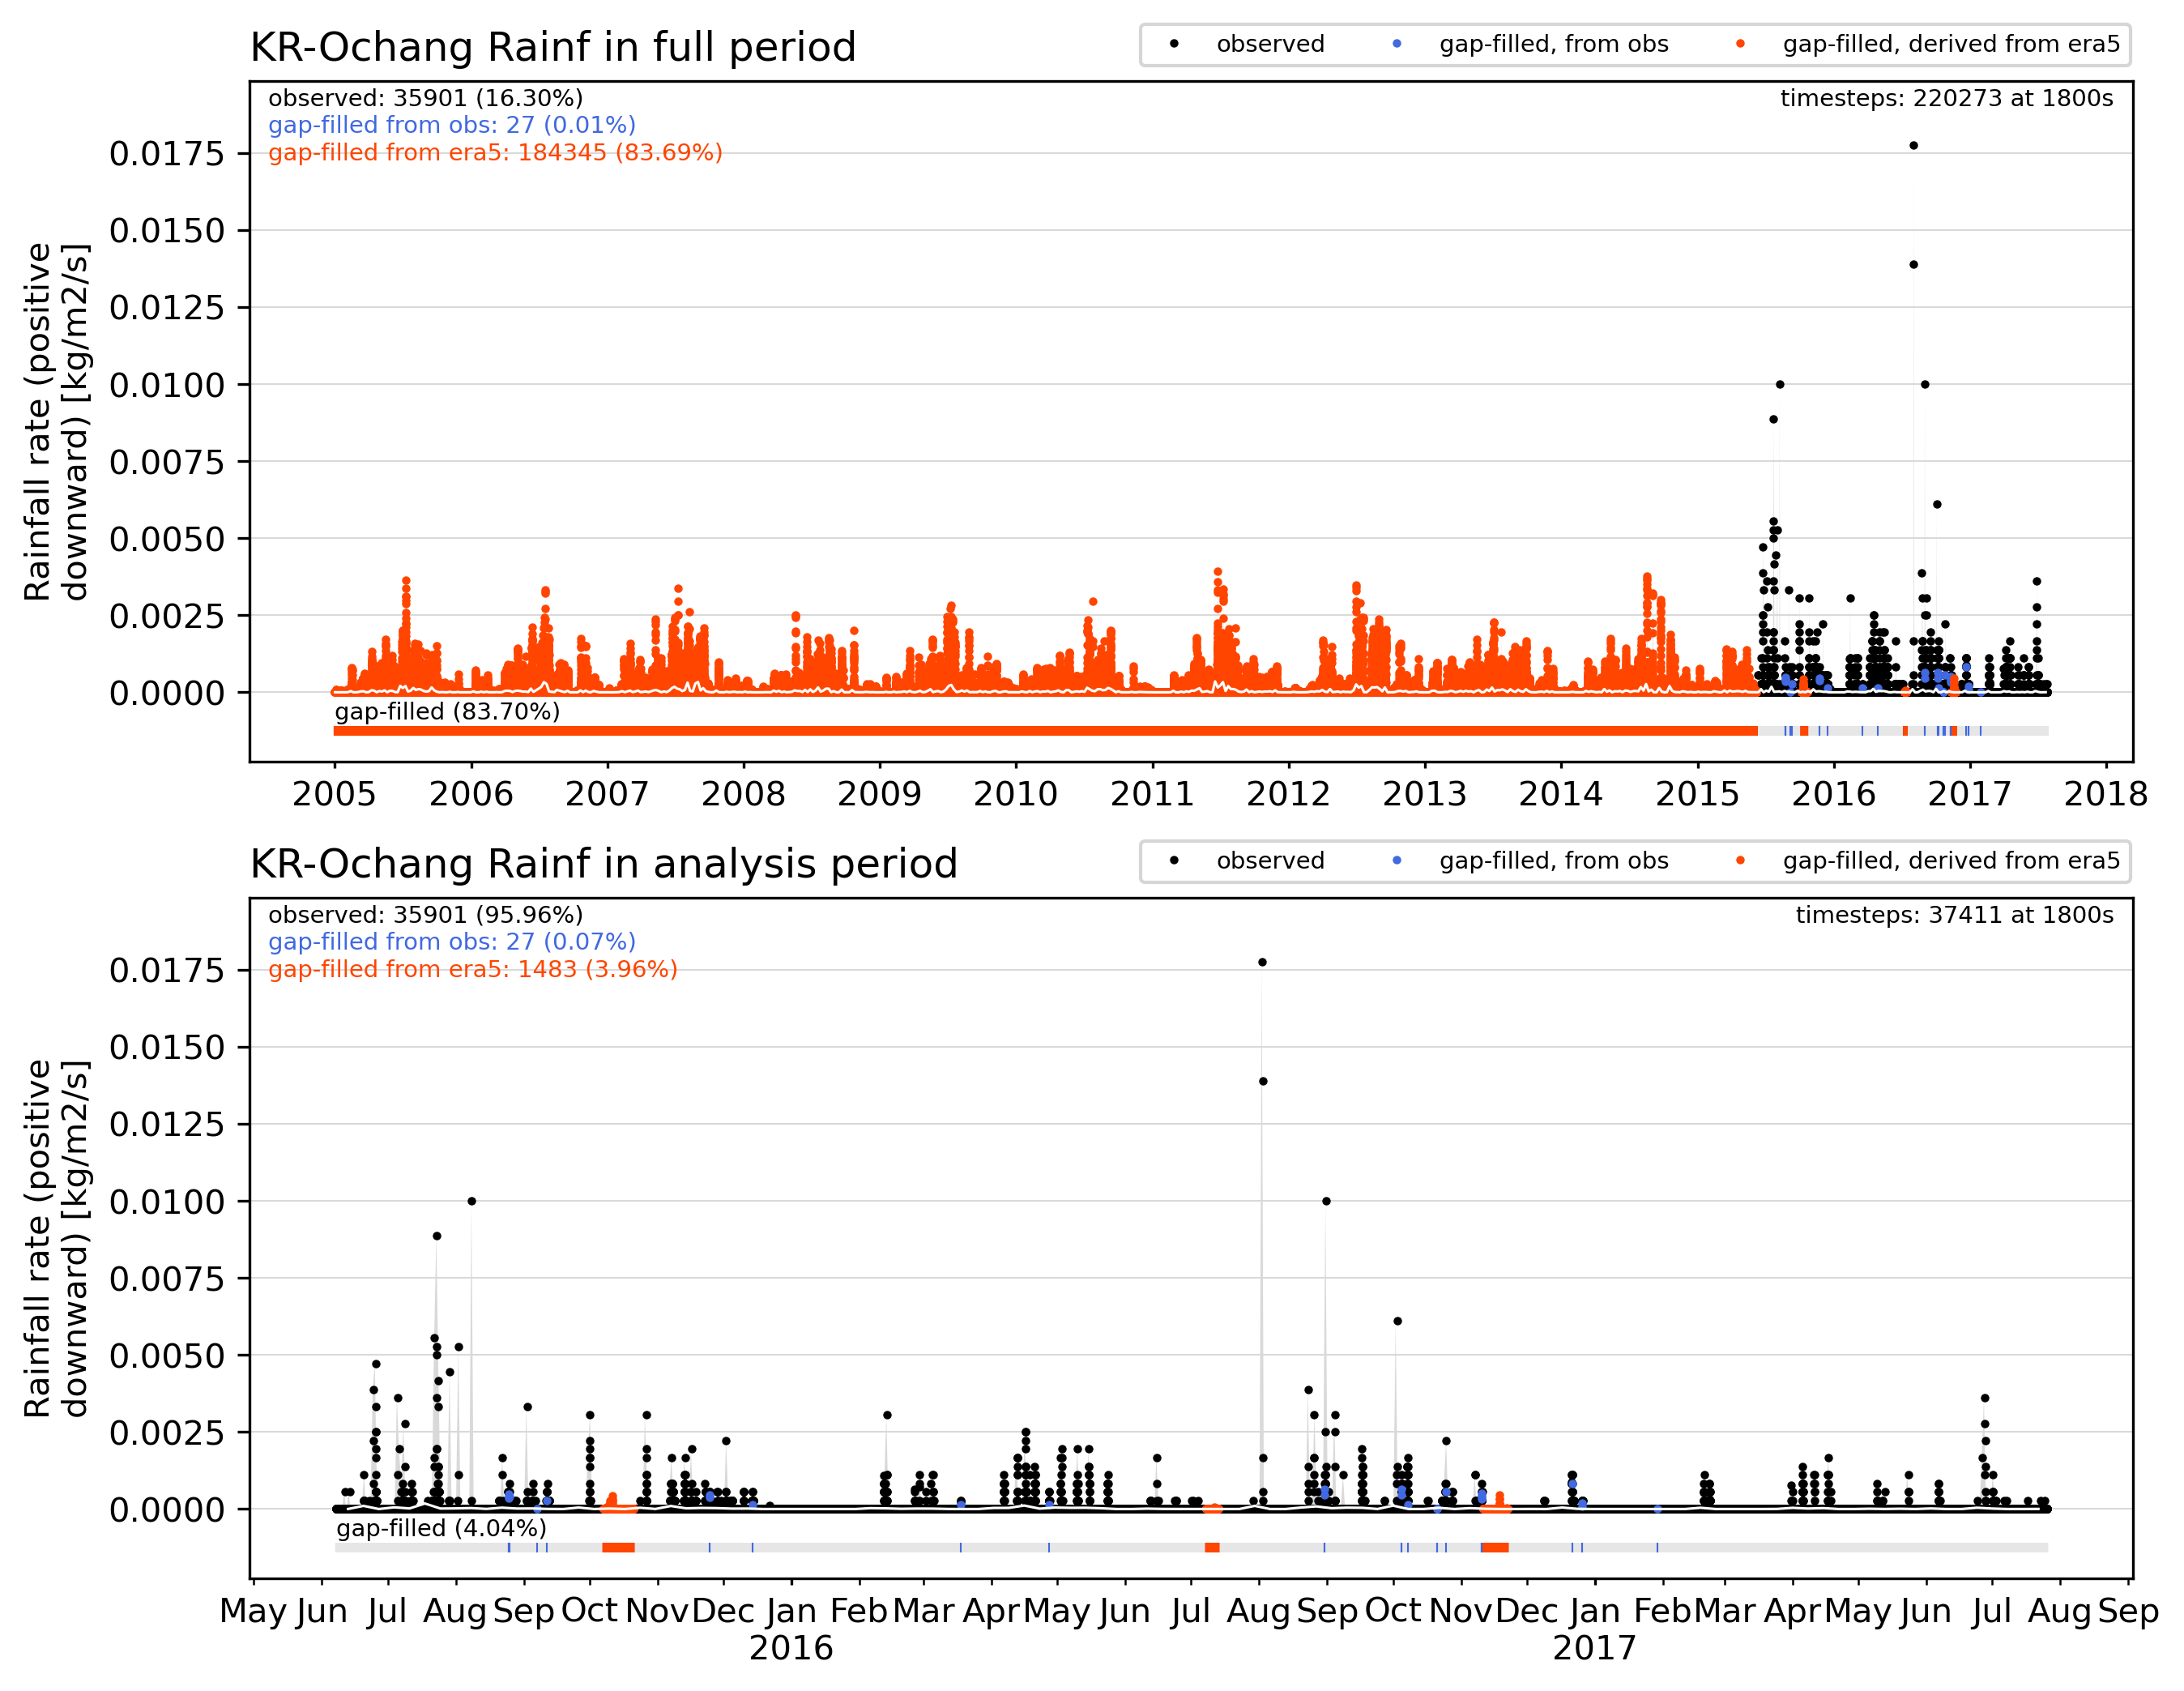 KR-Ochang Rainf in full period
observed
gap-filled, from obs
gap-filled, derived from era5
observed: 35901 (16.30%)
gap-filled from obs: 27 (0.01%)
gap-filled from era5: 184345 (83.69%)
timesteps: 220273 at 1800s
Rainfall rate (positive
downward) [kg/m2/s]
0.0175
0.0150
0.0125
0.0100
0.0075
0.0050
0.0025
0.0000
gap-filled (83.70%)
2005 2006 2007 2008 2009 2010 2011 2012 2013 2014 2015 2016 2017 2018
KR-Ochang Rainf in analysis period
observed
gap-filled, from obs
gap-filled, derived from era5
observed: 35901 (95.96%)
gap-filled from obs: 27 (0.07%)
gap-filled from era5: 1483 (3.96%)
timesteps: 37411 at 1800s
Rainfall rate (positive
downward) [kg/m2/s]
0.0175
0.0150
0.0125
0.0100
0.0075
0.0050
0.0025
0.0000
gap-filled (4.04%)
May Jun Jul Aug Sep Oct Nov Dec Jan Feb Mar Apr May Jun Jul Aug Sep Oct Nov Dec Jan Feb Mar Apr May Jun Jul Aug Sep
2016 2017